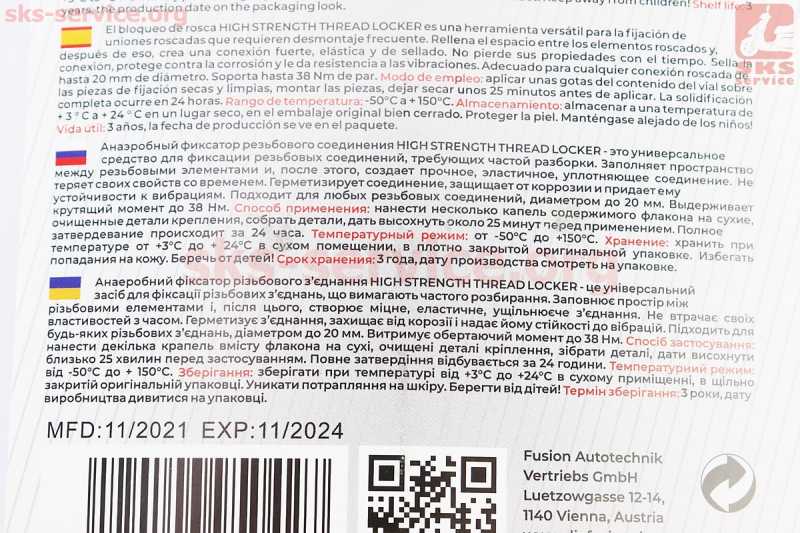 years, the production date on the packaging look.
El bloqueo de rosca HIGH STRENGTH THREAD LOCKER es una herramienta versátil para la fijación de
uniones roscadas que requieren desmontaje frecuente. Rellena el espacio entre los elementos roscados y,
después de eso, crea una conexión fuerte, elástica y de sellado. No pierde sus propiedades con el tiempo. Sella la
conexión, protege contra la corrosión y le da resistencia a las vibraciones. Adecuado para cualquier conexión roscada de
hasta 20 mm de diámetro. Soporta hasta 38 Nm de par. Modo de empleo: aplicar unas gotas del contenido del vial sobre
las piezas de fijación secas y limpias, montar las piezas, dejar secar unos 25 minutos antes de aplicar. La solidificación
completa ocurre en 24 horas. Rango de temperatura: -50°C a + 150°C. Almacenamiento: almacenar a una temperatura de
+ 3 ° C a + 24 ° C en un lugar seco, en el embalaje original bien cerrado. Proteger la piel. Manténgase alejado de los niños!
Vida útil: 3 años, la fecha de producción se ve en el paquete.
Анаэробный фиксатор резьбового соединения HIGH STRENGTH THREAD LOCKER - это универсальное
средство для фиксации резьбовых соединений, требующих частой разборки. Заполняет пространство
между резьбовыми элементами и, после этого, создает прочное, эластичное, уплотняющее соединение. Не
теряет своих свойств со временем. Герметизирует соединение, защищает от коррозии и придает ему
устойчивости к вибрациям. Подходит для любых резьбовых соединений, диаметром до 20 мм. Выдерживает
крутящий момент до 38 Нм. Способ применения: нанести несколько капель содержимого флакона на сухие,
очищенные детали крепления, собрать детали, дать высохнуть около 25 минут перед применением. Полное
затвердевание происходит за 24 часа. Температурный режим: от -50°C до +150°C. Хранение: хранить при
температуре от +3°C до + 24°C в сухом помещении, в плотно закрытой оригинальной упаковке. Избегать
попадания на кожу. Беречь от детей! Срок хранения: 3 года, дату производства смотреть на упаковке.
Анаеробний фіксатор різьбового з'єднання HIGH STRENGTH THREAD LOCKER - це універсальний
засіб для фіксації різьбових з'єднань, що вимагають частого розбирання. Заповнює простір між
різьбовими елементами і, після цього, створює міцне, еластичне, ущільнююче з'єднання. Не втрачає своїх
властивостей з часом. Герметизує з'єднання, захищає від корозії і надає йому стійкості до вібрацій. Підходить для
будь-яких різьбових з'єднань, діаметром до 20 мм. Витримує обертаючий момент до 38 Нм. Спосіб застосування:
нанести декілька крапель вмісту флакона на сухі, очищені деталі кріплення, зібрати деталі, дати висохнути
близько 25 хвилин перед застосуванням. Повне затвердіння відбувається за 24 години. Температурний режим:
від -50°C до + 150°C. Зберігання: зберігати при температурі від +3°C до +24°C в сухому приміщенні, в щільно
закритій оригінальній упаковці. Уникати потрапляння на шкіру. Берегти від дітей! Термін зберігання: 3 роки, дату
виробництва дивитися на упаковці.
MFD:11/2021 EXP:11/2024
Fusion Autotechnik
Vertriebs GmbH
Luetzowgasse 12-14,
1140 Vienna, Austria
sks-service.org
sks-service.org
SKS
service